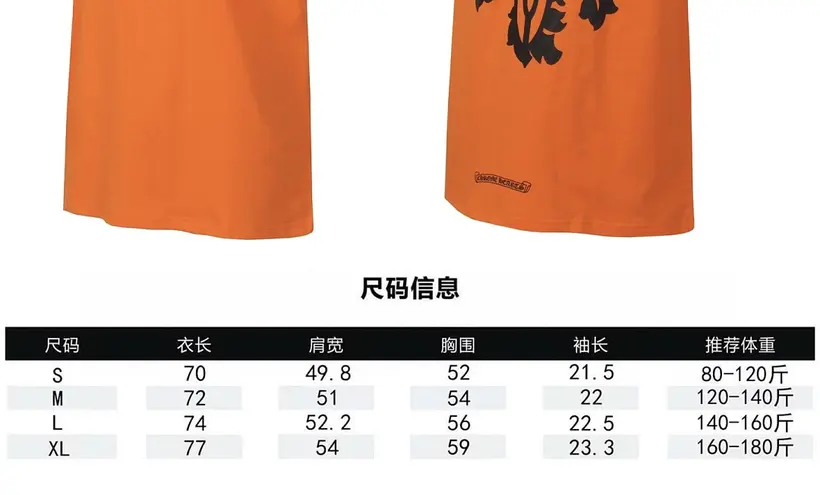 CHROME HEARTS
尺码信息
尺码 衣长 肩宽 胸围 袖长 推荐体重
S 70 49.8 52 21.5 80-120斤
M 72 51 54 22 120-140斤
L 74 52.2 56 22.5 140-160斤
XL 77 54 59 23.3 160-180斤